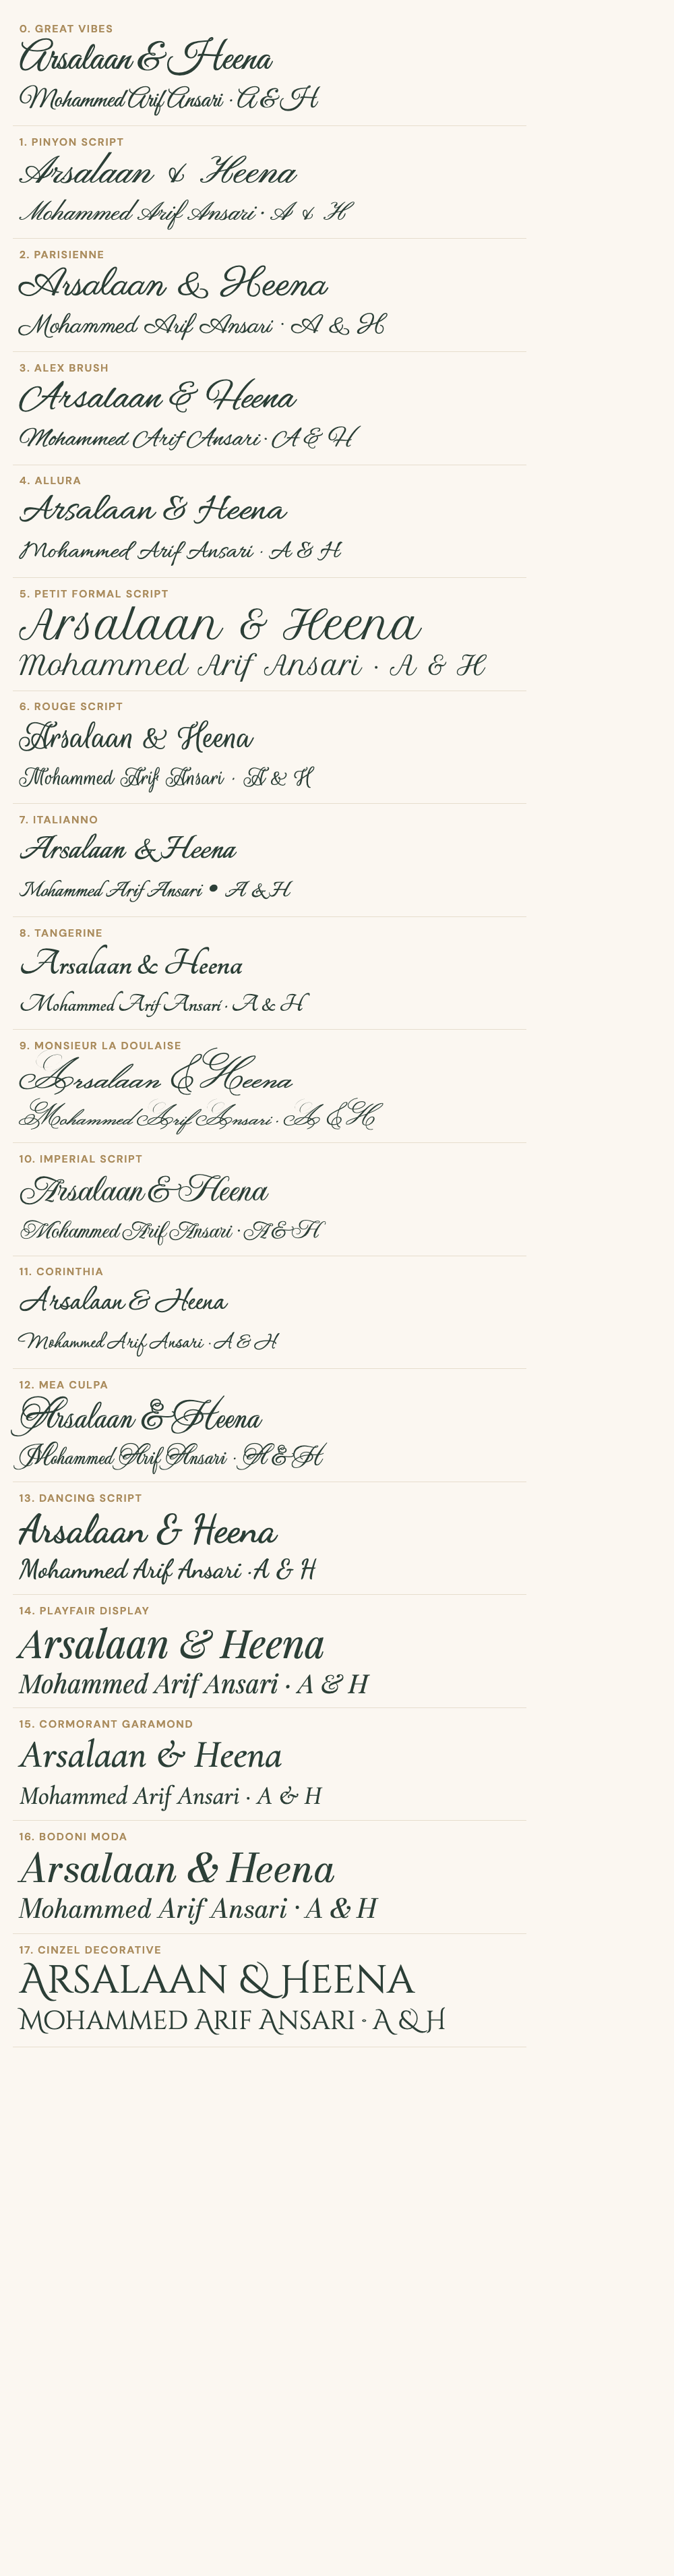 0. GREAT VIBES
Arsalaan & Heena
Mohammed Arif Ansari · A & H
1. PINYON SCRIPT
Arsalaan & Heena
Mohammed Arif Ansari · A & H
2. PARISIENNE
Arsalaan & Heena
Mohammed Arif Ansari · A & H
3. ALEX BRUSH
Arsalaan & Heena
Mohammed Arif Ansari · A & H
4. ALLURA
Arsalaan & Heena
Mohammed Arif Ansari · A & H
5. PETIT FORMAL SCRIPT
Arsalaan & Heena
Mohammed Arif Ansari · A & H
6. ROUGE SCRIPT
Arsalaan & Heena
Mohammed Arif Ansari · A & H
7. ITALIANNO
Arsalaan & Heena
Mohammed Arif Ansari · A & H
8. TANGERINE
Arsalaan & Heena
Mohammed Arif Ansari · A & H
9. MONSIEUR LA DOULAISE
Arsalaan & Heena
Mohammed Arif Ansari · A & H
10. IMPERIAL SCRIPT
Arsalaan & Heena
Mohammed Arif Ansari · A & H
11. CORINTHIA
Arsalaan & Heena
Mohammed Arif Ansari · A & H
12. MEA CULPA
Arsalaan & Heena
Mohammed Arif Ansari · A & H
13. DANCING SCRIPT
Arsalaan & Heena
Mohammed Arif Ansari · A & H
14. PLAYFAIR DISPLAY
Arsalaan & Heena
Mohammed Arif Ansari · A & H
15. CORMORANT GARAMOND
Arsalaan & Heena
Mohammed Arif Ansari · A & H
16. BODONI MODA
Arsalaan & Heena
Mohammed Arif Ansari · A & H
17. CINZEL DECORATIVE
Arsalaan & Heena
Mohammed Arif Ansari · A & H